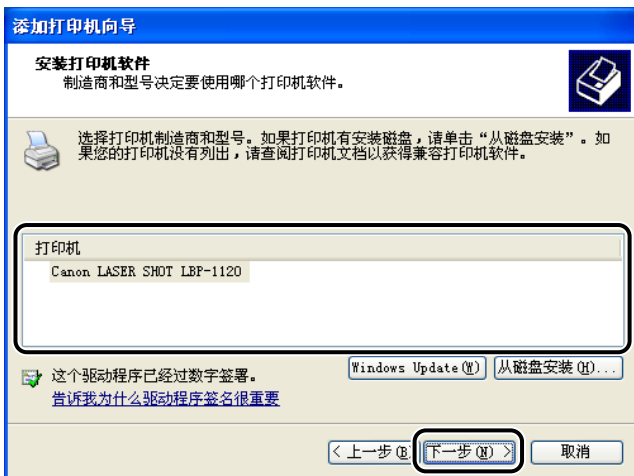 添加打印机向导
安装打印机软件
制造商和型号决定要使用哪个打印机软件。
选择打印机制造商和型号。如果打印机有安装磁盘，请单击“从磁盘安装”。如
果您的打印机没有列出，请查阅打印机文档以获得兼容打印机软件。
打印机
Canon LASER SHOT LBP-1120
这个驱动程序已经过数字签署。
Windows Update(W) 从磁盘安装(H)...
告诉我为什么驱动程序签名很重要
< 上一步(B) 下一步(N) > 取消